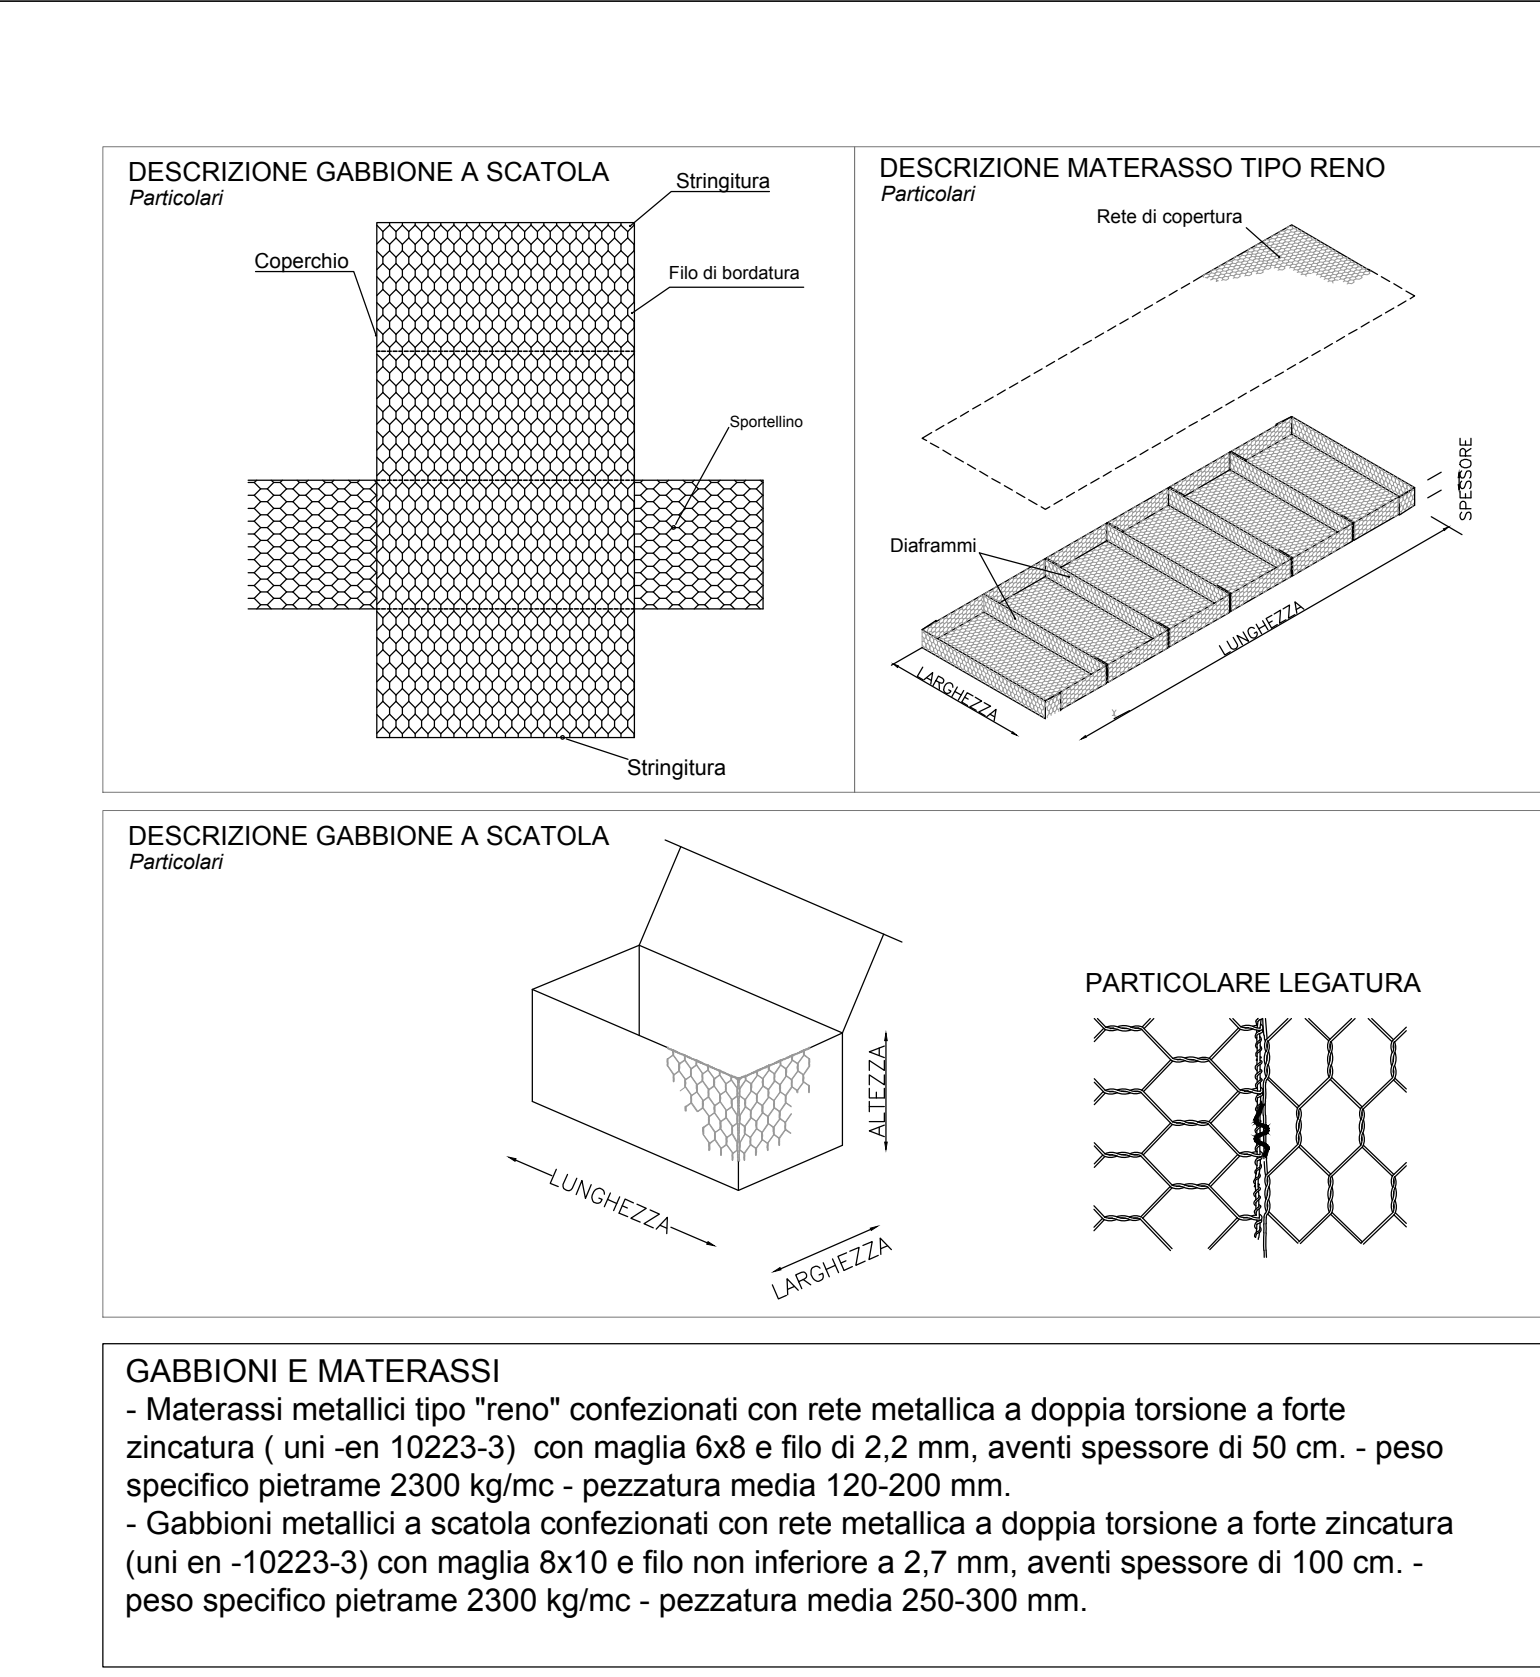 DESCRIZIONE GABBIONE A SCATOLA
Particolari
Stringitura
Coperchio
Filo di bordatura
Sportellino
Stringitura
DESCRIZIONE MATERASSO TIPO RENO
Particolari
Rete di copertura
Diaframmi
SPESSORE
LUNGHEZZA
LARGHEZZA
DESCRIZIONE GABBIONE A SCATOLA
Particolari
ALTEZZA
LUNGHEZZA
LARGHEZZA
PARTICOLARE LEGATURA
GABBIONI E MATERASSI
- Materassi metallici tipo "reno" confezionati con rete metallica a doppia torsione a forte
zincatura ( uni -en 10223-3)  con maglia 6x8 e filo di 2,2 mm, aventi spessore di 50 cm. - peso
specifico pietrame 2300 kg/mc - pezzatura media 120-200 mm.
- Gabbioni metallici a scatola confezionati con rete metallica a doppia torsione a forte zincatura
(uni en -10223-3) con maglia 8x10 e filo non inferiore a 2,7 mm, aventi spessore di 100 cm. -
peso specifico pietrame 2300 kg/mc - pezzatura media 250-300 mm.